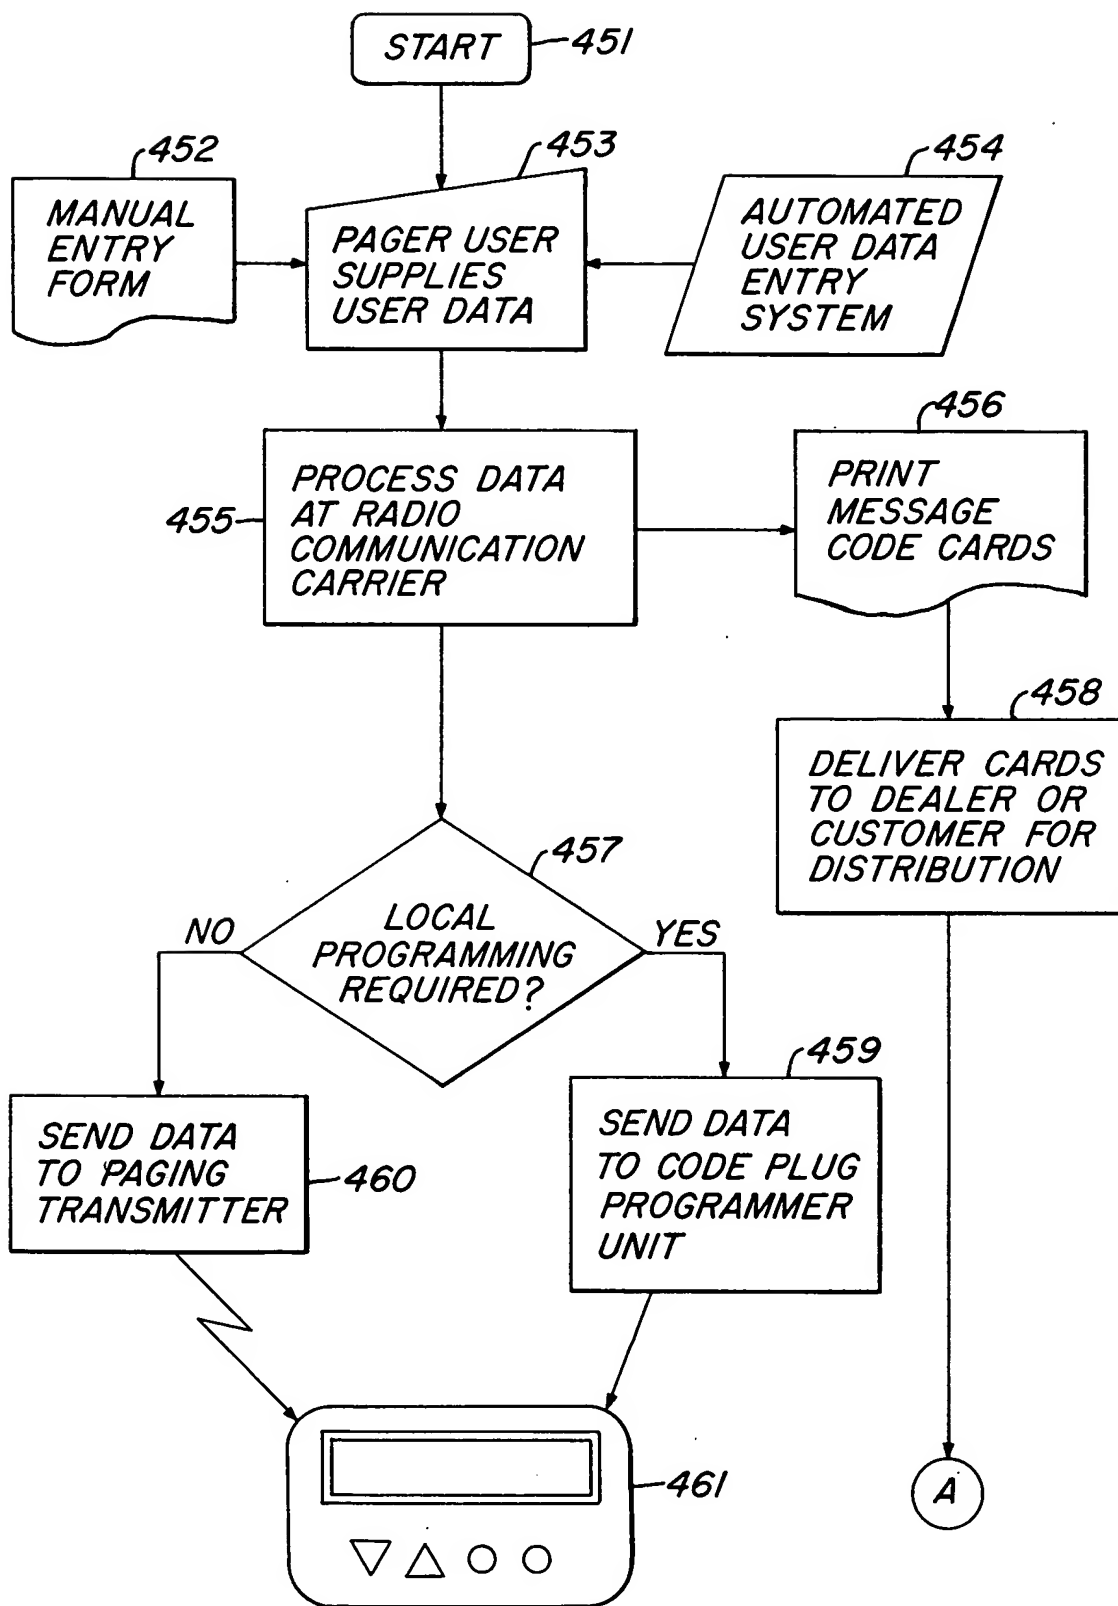 START
451
452
453
454
MANUAL
ENTRY
FORM
PAGER USER
SUPPLIES
USER DATA
AUTOMATED
USER DATA
ENTRY
SYSTEM
455
PROCESS DATA
AT RADIO
COMMUNICATION
CARRIER
456
PRINT
MESSAGE
CODE CARDS
458
DELIVER CARDS
TO DEALER OR
CUSTOMER FOR
DISTRIBUTION
457
LOCAL
PROGRAMMING
REQUIRED?
NO
YES
SEND DATA
TO PAGING
TRANSMITTER
460
459
SEND DATA
TO CODE PLUG
PROGRAMMER
UNIT
461
A